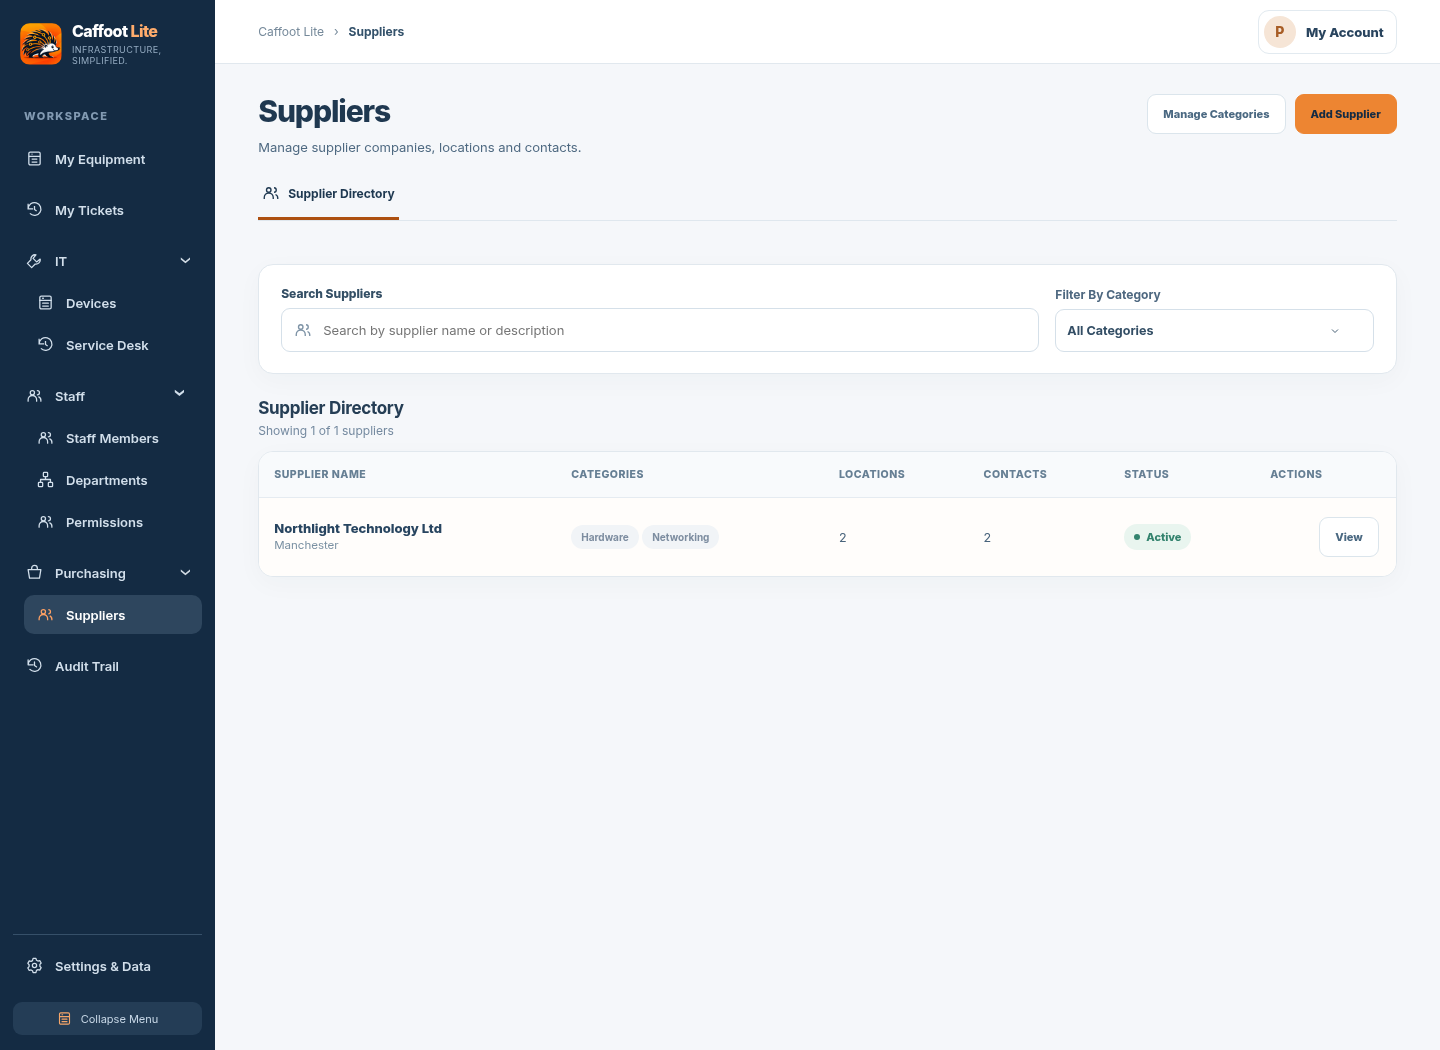 Caffoot Lite
INFRASTRUCTURE,
SIMPLIFIED.
WORKSPACE
My Equipment
My Tickets
IT
Devices
Service Desk
Staff
Staff Members
Departments
Permissions
Purchasing
Suppliers
Audit Trail
Settings & Data
Collapse Menu
Caffoot Lite › Suppliers
P My Account
Suppliers
Manage supplier companies, locations and contacts.
Manage Categories
Add Supplier
Supplier Directory
Search Suppliers
Search by supplier name or description
Filter By Category
All Categories
Supplier Directory
Showing 1 of 1 suppliers
SUPPLIER NAME CATEGORIES LOCATIONS CONTACTS STATUS ACTIONS
Northlight Technology Ltd
Manchester
Hardware Networking 2 2 Active View